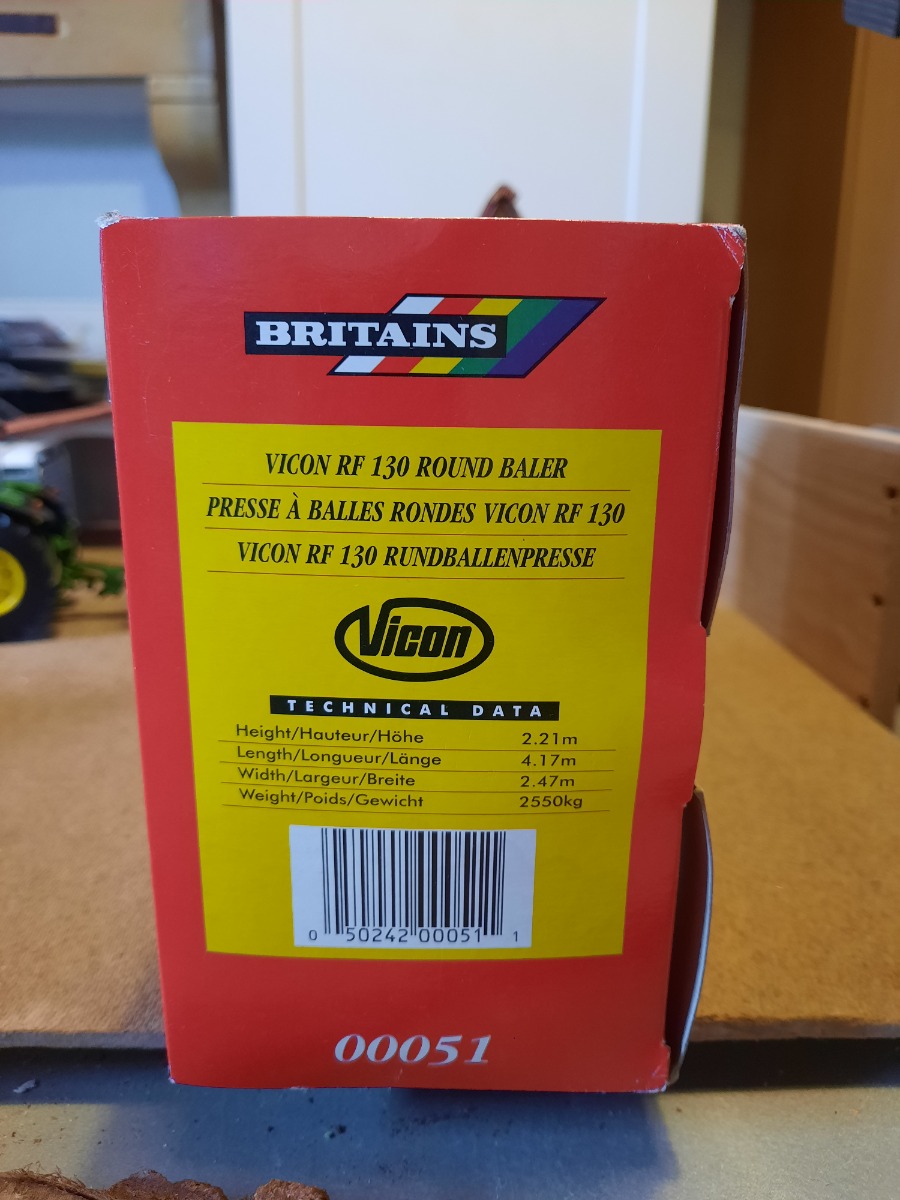 BRITAINS
VICON RF 130 ROUND BALER
PRESSE À BALLES RONDES VICON RF 130
VICON RF 130 RUNDBALLENPRESSE
Vicon
TECHNICAL DATA
Height/Hauteur/Höhe 2.21m
Length/Longueur/Länge 4.17m
Width/Largeur/Breite 2.47m
Weight/Poids/Gewicht 2550kg
0 50242 00051 1
00051